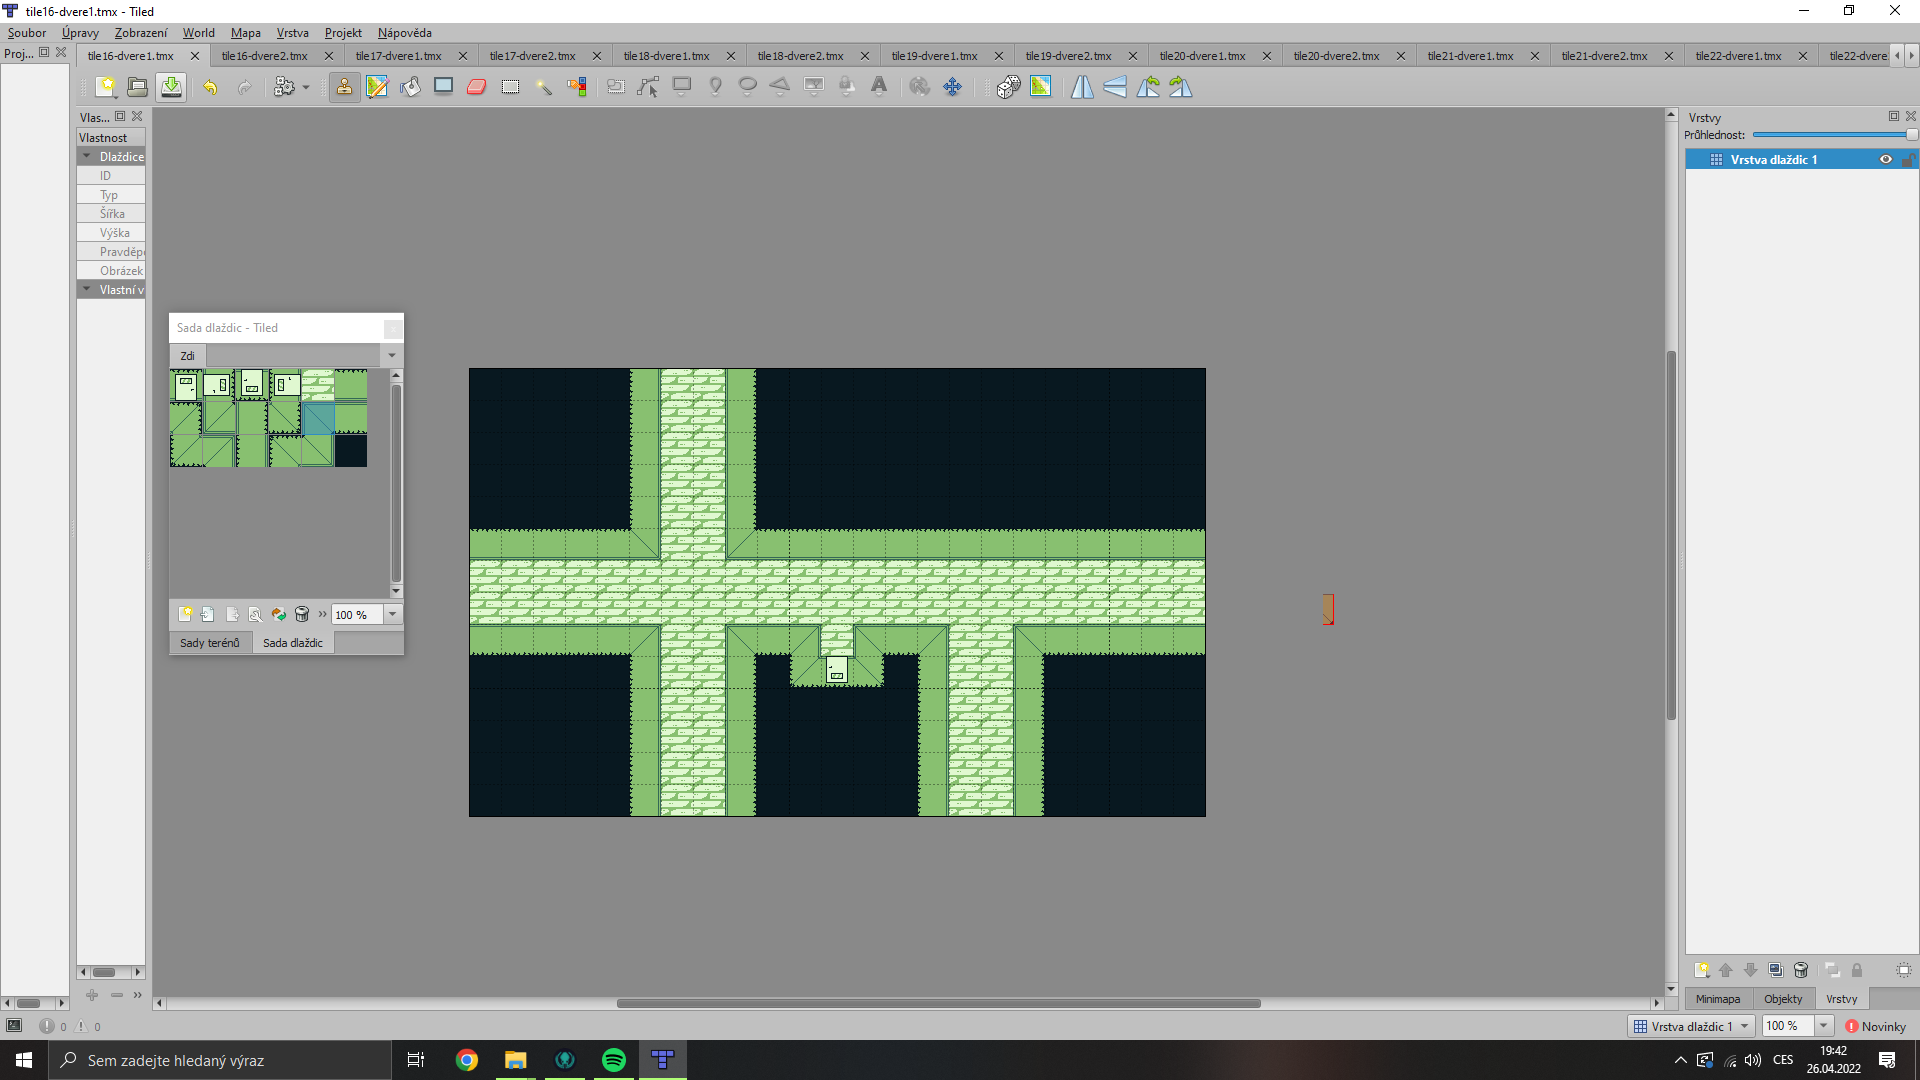 tile16-dvere1.tmx - Tiled
Soubor Úpravy Zobrazení World Mapa Vrstva Projekt Nápověda
Proj...
tile16-dvere1.tmx tile16-dvere2.tmx tile17-dvere1.tmx tile17-dvere2.tmx tile18-dvere1.tmx tile18-dvere2.tmx tile19-dvere1.tmx tile19-dvere2.tmx tile20-dvere1.tmx tile20-dvere2.tmx tile21-dvere1.tmx tile21-dvere2.tmx tile22-dvere1.tmx tile22-dvere
Vlas...
Vlastnost
Dlaždice
ID
Typ
Šířka
Výška
Pravděp
Obrázek
Vlastní v
Sada dlaždic - Tiled
Zdi
100 %
Sady terénů Sada dlaždic
Vrstvy
Průhlednost:
Vrstva dlaždic 1
Minimapa Objekty Vrstvy
0 0
Vrstva dlaždic 1 100 % Novinky
Sem zadejte hledaný výraz
CES
19:42
26.04.2022